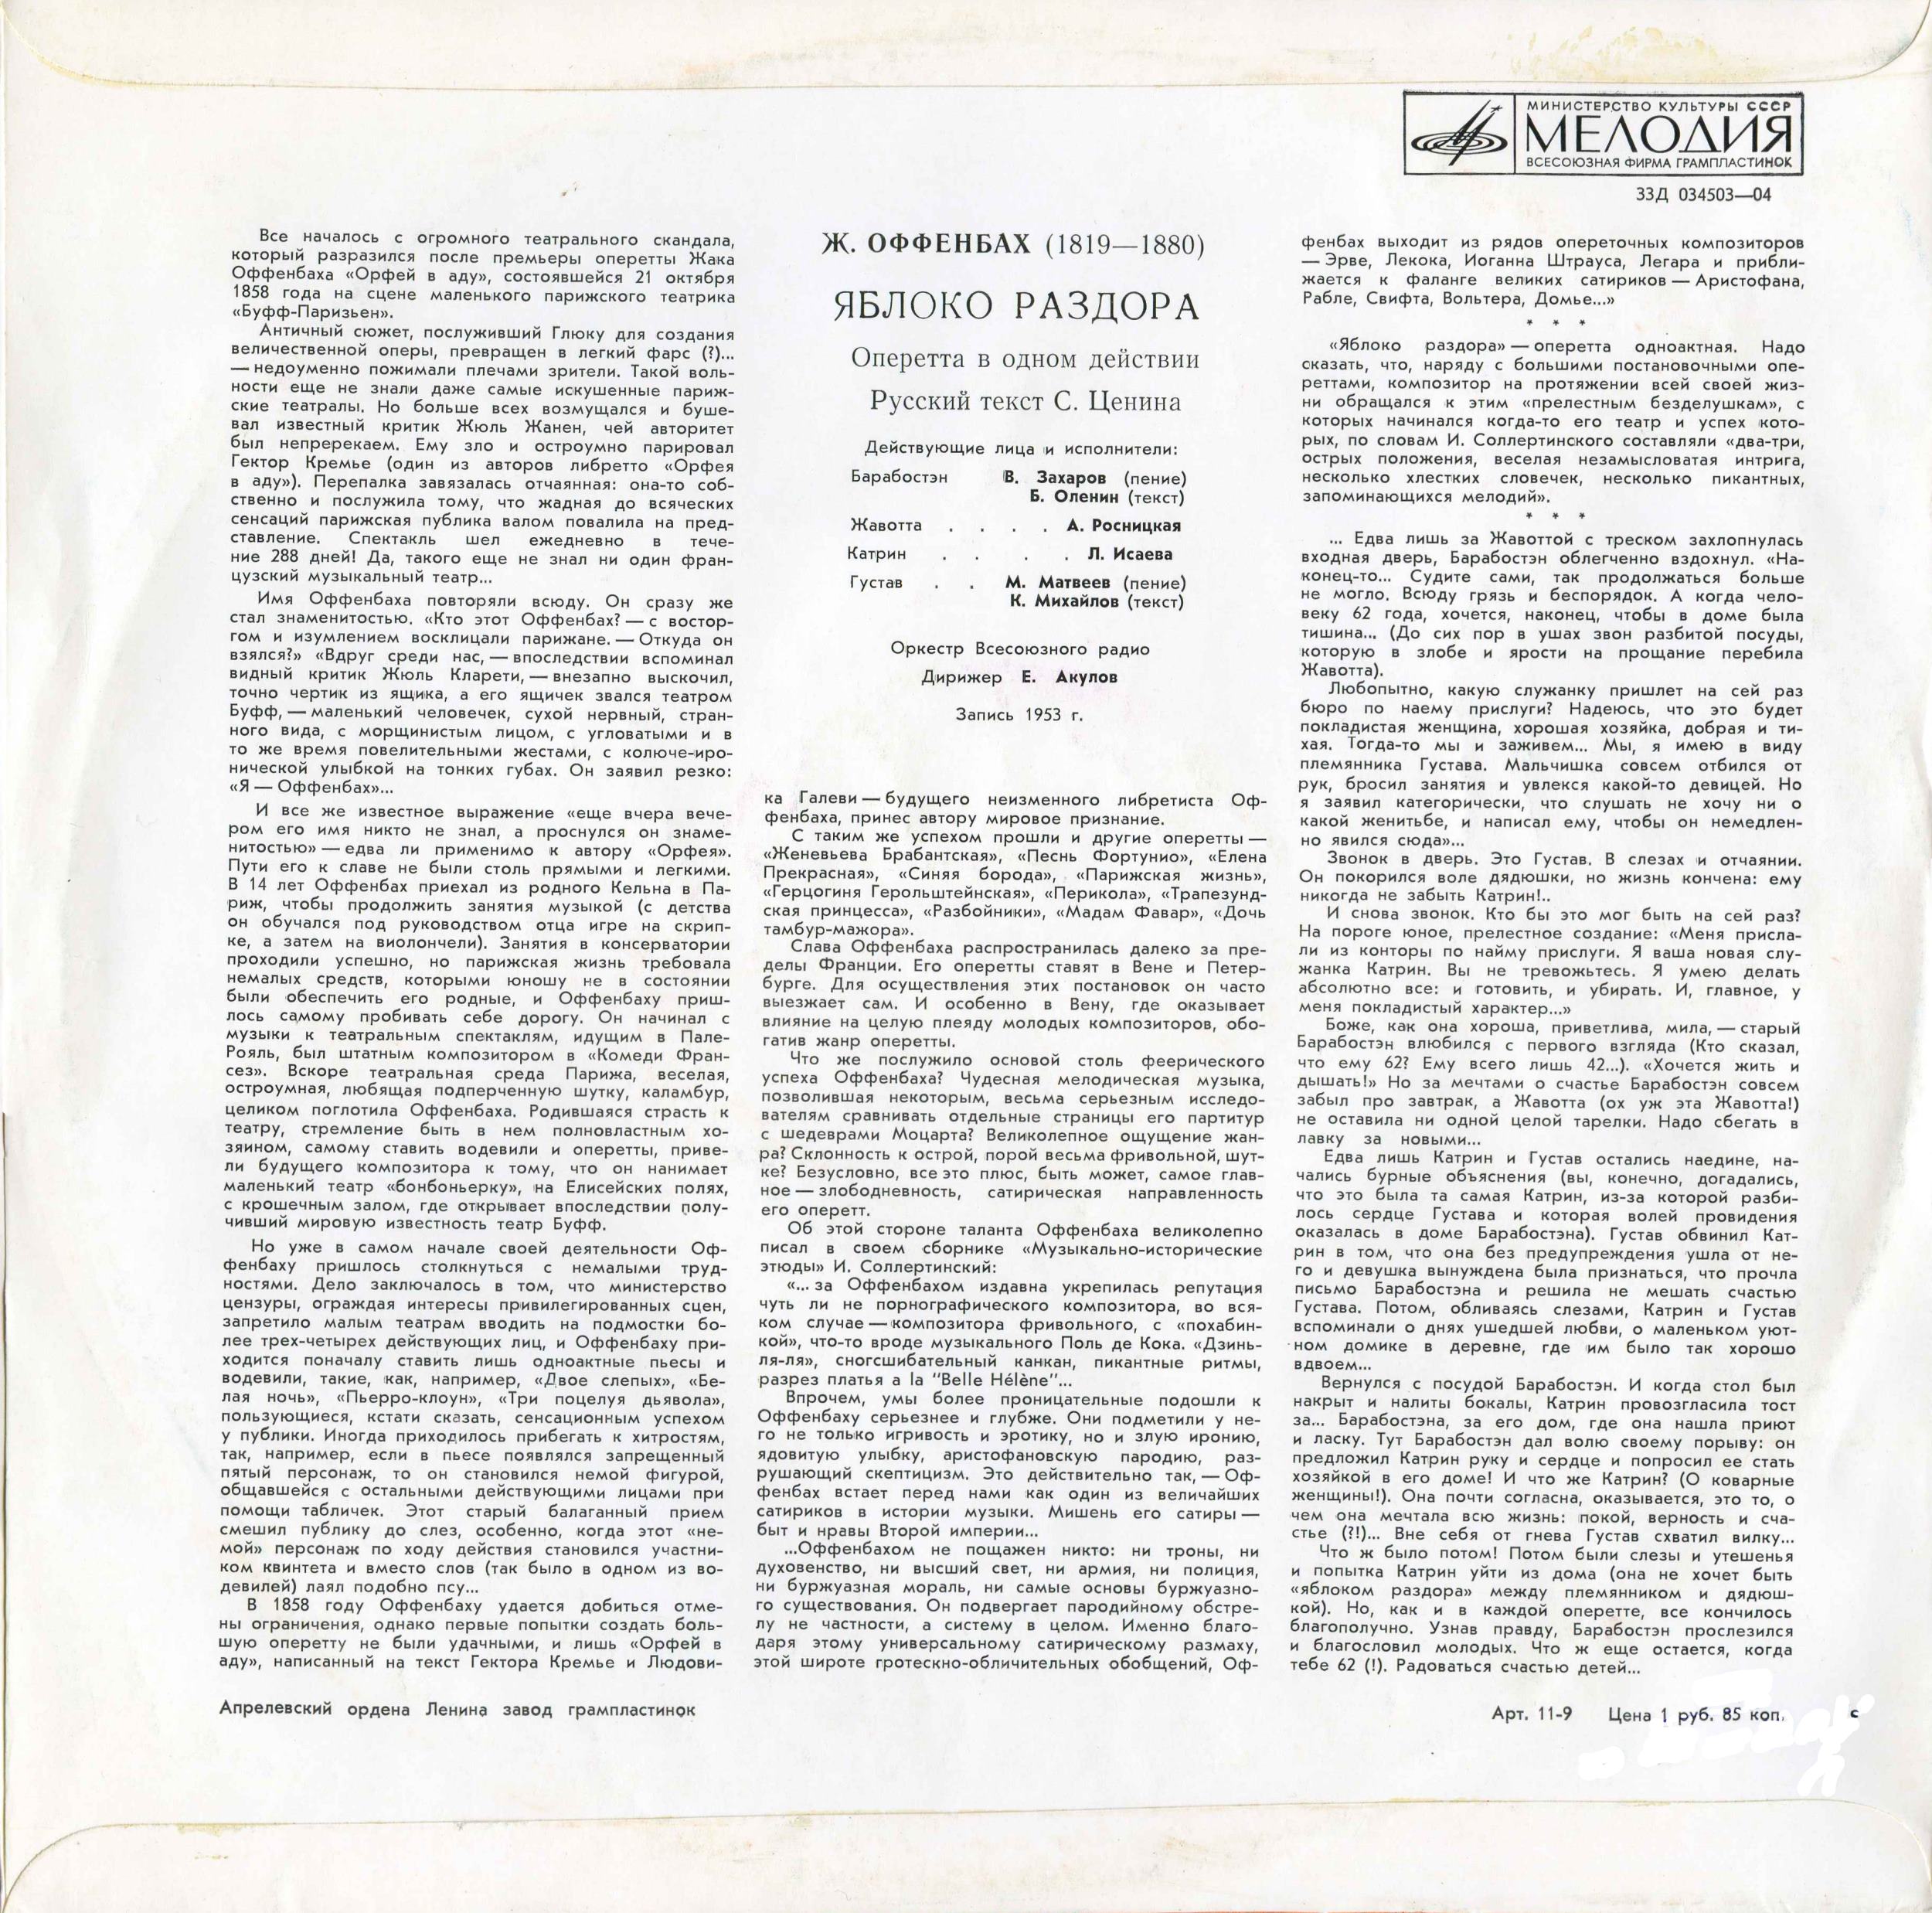 МИНИСТЕРСТВО КУЛЬТУРЫ СССР
МЕЛОДИЯ
ВСЕСОЮЗНАЯ ФИРМА ГРАМПЛАСТИНОК
33Д 034503—04
Все началось с огромного театрального скандала,
который разразился после премьеры оперетты Жака
Оффенбаха «Орфей в аду», состоявшейся 21 октября
1858 года на сцене маленького парижского театрика
«Буфф-Паризьен».
Античный сюжет, послуживший Глюку для создания
величественной оперы, превращен в легкий фарс (?)...
— недоуменно пожимали плечами зрители. Такой воль-
ности еще не знали даже самые искушенные париж-
ские театралы. Но больше всех возмущался и буше-
вал известный критик Жюль Жанен, чей авторитет
был непререкаем. Ему зло и остроумно парировал
Гектор Кремье (один из авторов либретто «Орфея
в аду»). Перепалка завязалась отчаянная: она-то соб-
ственно и послужила тому, что жадная до всяческих
сенсаций парижская публика валом повалила на пред-
ставление. Спектакль шел ежедневно в тече-
ние 288 дней! Да, такого еще не знал ни один фран-
цузский музыкальный театр...
Имя Оффенбаха повторяли всюду. Он сразу же
стал знаменитостью. «Кто этот Оффенбах? — с востор-
гом и изумлением восклицали парижане. — Откуда он
взялся?» «Вдруг среди нас, — впоследствии вспоминал
видный критик Жюль Кларети, — внезапно выскочил,
точно чертик из ящика, а его ящичек звался театром
Буфф, — маленький человечек, сухой нервный, стран-
ного вида, с морщинистым лицом, с угловатыми и в
то же время повелительными жестами, с колюче-иро-
нической улыбкой на тонких губах. Он заявил резко:
«Я — Оффенбах»...
И все же известное выражение «еще вчера вече-
ром его имя никто не знал, а проснулся он знаме-
нитостью» — едва ли применимо к автору «Орфея».
Пути его к славе не были столь прямыми и легкими.
В 14 лет Оффенбах приехал из родного Кельна в Па-
риж, чтобы продолжить занятия музыкой (с детства
он обучался под руководством отца игре на скрип-
ке, а затем на виолончели). Занятия в консерватории
проходили успешно, но парижская жизнь требовала
немалых средств, которыми юношу не в состоянии
были обеспечить его родные, и Оффенбаху приш-
лось самому пробивать себе дорогу. Он начинал с
музыки к театральным спектаклям, идущим в Пале-
Рояль, был штатным композитором в «Комеди Фран-
сез». Вскоре театральная среда Парижа, веселая,
остроумная, любящая подперченную шутку, каламбур,
целиком поглотила Оффенбаха. Родившаяся страсть к
театру, стремление быть в нем полновластным хо-
зяином, самому ставить водевили и оперетты, приве-
ли будущего композитора к тому, что он нанимает
маленький театр «бонбоньерку», на Елисейских полях,
с крошечным залом, где открывает впоследствии полу-
чивший мировую известность театр Буфф.
Но уже в самом начале своей деятельности Оф-
фенбаху пришлось столкнуться с немалыми труд-
ностями. Дело заключалось в том, что министерство
цензуры, ограждая интересы привилегированных сцен,
запретило малым театрам вводить на подмостки бо-
лее трех-четырех действующих лиц, и Оффенбаху при-
ходится поначалу ставить лишь одноактные пьесы и
водевили, такие, как, например, «Двое слепых», «Бе-
лая ночь», «Пьерро-клоун», «Три поцелуя дьявола»,
пользующиеся, кстати сказать, сенсационным успехом
у публики. Иногда приходилось прибегать к хитростям,
так, например, если в пьесе появлялся запрещенный
пятый персонаж, то он становился немой фигурой,
общавшейся с остальными действующими лицами при
помощи табличек. Этот старый балаганный прием
смешил публику до слез, особенно, когда этот «не-
мой» персонаж по ходу действия становился участни-
ком квинтета и вместо слов (так было в одном из во-
девилей) лаял подобно псу...
В 1858 году Оффенбаху удается добиться отме-
ны ограничения, однако первые попытки создать боль-
шую оперетту не были удачными, и лишь «Орфей в
аду», написанный на текст Гектора Кремье и Людови-
Ж. ОФФЕНБАХ (1819—1880)
ЯБЛОКО РАЗДОРА
Оперетта в одном действии
Русский текст С. Ценина
Действующие лица и исполнители:
Барабостэн В. Захаров (пение)
Б. Оленин (текст)
Жавотта . . . . А. Росницкая
Катрин . . . . Л. Исаева
Густав . . М. Матвеев (пение)
К. Михайлов (текст)
Оркестр Всесоюзного радио
Дирижер Е. Акулов
Запись 1953 г.
ка Галеви — будущего неизменного либретиста Оф-
фенбаха, принес автору мировое признание.
С таким же успехом прошли и другие оперетты —
«Женевьева Брабантская», «Песнь Фортунио», «Елена
Прекрасная», «Синяя борода», «Парижская жизнь»,
«Герцогиня Герольштейнская», «Перикола», «Трапезунд-
ская принцесса», «Разбойники», «Мадам Фавар», «Дочь
тамбур-мажора».
Слава Оффенбаха распространилась далеко за пре-
делы Франции. Его оперетты ставят в Вене и Петер-
бурге. Для осуществления этих постановок он часто
выезжает сам. И особенно в Вену, где оказывает
влияние на целую плеяду молодых композиторов, обо-
гатив жанр оперетты.
Что же послужило основой столь феерического
успеха Оффенбаха? Чудесная мелодическая музыка,
позволившая некоторым, весьма серьезным исследо-
вателям сравнивать отдельные страницы его партитур
с шедеврами Моцарта? Великолепное ощущение жан-
ра? Склонность к острой, порой весьма фривольной, шут-
ке? Безусловно, все это плюс, быть может, самое глав-
ное — злободневность, сатирическая направленность
его оперетт.
Об этой стороне таланта Оффенбаха великолепно
писал в своем сборнике «Музыкально-исторические
этюды» И. Соллертинский:
«... за Оффенбахом издавна укрепилась репутация
чуть ли не порнографического композитора, во вся-
ком случае — композитора фривольного, с «похабин-
кой», что-то вроде музыкального Поль де Кока. «Дзинь-
ля-ля», сногсшибательный канкан, пикантные ритмы,
разрез платья a la "Belle Hélène"...
Впрочем, умы более проницательные подошли к
Оффенбаху серьезнее и глубже. Они подметили у не-
го не только игривость и эротику, но и злую иронию,
ядовитую улыбку, аристофановскую пародию, раз-
рушающий скептицизм. Это действительно так, — Оф-
фенбах встает перед нами как один из величайших
сатириков в истории музыки. Мишень его сатиры —
быт и нравы Второй империи...
...Оффенбахом не пощажен никто: ни троны, ни
духовенство, ни высший свет, ни армия, ни полиция,
ни буржуазная мораль, ни самые основы буржуазно-
го существования. Он подвергает пародийному обстре-
лу не частности, а систему в целом. Именно благо-
даря этому универсальному сатирическому размаху,
этой широте гротескно-обличительных обобщений, Оф-
фенбах выходит из рядов опереточных композиторов
— Эрве, Лекока, Иоганна Штрауса, Легара и прибли-
жается к фаланге великих сатириков — Аристофана,
Рабле, Свифта, Вольтера, Домье...»
* * *
«Яблоко раздора» — оперетта одноактная. Надо
сказать, что, наряду с большими постановочными опе-
реттами, композитор на протяжении всей своей жиз-
ни обращался к этим «прелестным безделушкам», с
которых начинался когда-то его театр и успех кото-
рых, по словам И. Соллертинского составляли «два-три,
острых положения, веселая незамысловатая интрига,
несколько хлестких словечек, несколько пикантных,
запоминающихся мелодий».
* * *
... Едва лишь за Жавоттой с треском захлопнулась
входная дверь, Барабостэн облегченно вздохнул. «На-
конец-то... Судите сами, так продолжаться больше
не могло. Всюду грязь и беспорядок. А когда чело-
веку 62 года, хочется, наконец, чтобы в доме была
тишина... (До сих пор в ушах звон разбитой посуды,
которую в злобе и ярости на прощание перебила
Жавотта).
Любопытно, какую служанку пришлет на сей раз
бюро по наему прислуги? Надеюсь, что это будет
покладистая женщина, хорошая хозяйка, добрая и ти-
хая. Тогда-то мы и заживем... Мы, я имею в виду
племянника Густава. Мальчишка совсем отбился от
рук, бросил занятия и увлекся какой-то девицей. Но
я заявил категорически, что слушать не хочу ни о
какой женитьбе, и написал ему, чтобы он немедлен-
но явился сюда»...
Звонок в дверь. Это Густав. В слезах и отчаянии.
Он покорился воле дядюшки, но жизнь кончена: ему
никогда не забыть Катрин!..
И снова звонок. Кто бы это мог быть на сей раз?
На пороге юное, прелестное создание: «Меня присла-
ли из конторы по найму прислуги. Я ваша новая слу-
жанка Катрин. Вы не тревожьтесь. Я умею делать
абсолютно все: и готовить, и убирать. И, главное, у
меня покладистый характер...»
Боже, как она хороша, приветлива, мила, — старый
Барабостэн влюбился с первого взгляда (Кто сказал,
что ему 62? Ему всего лишь 42...). «Хочется жить и
дышать!» Но за мечтами о счастье Барабостэн совсем
забыл про завтрак, а Жавотта (ох уж эта Жавотта!)
не оставила ни одной целой тарелки. Надо сбегать в
лавку за новыми...
Едва лишь Катрин и Густав остались наедине, на-
чались бурные объяснения (вы, конечно, догадались,
что это была та самая Катрин, из-за которой разби-
лось сердце Густава и которая волей провидения
оказалась в доме Барабостэна). Густав обвинил Кат-
рин в том, что она без предупреждения ушла от не-
го и девушка вынуждена была признаться, что прочла
письмо Барабостэна и решила не мешать счастью
Густава. Потом, обливаясь слезами, Катрин и Густав
вспоминали о днях ушедшей любви, о маленьком уют-
ном домике в деревне, где им было так хорошо
вдвоем...
Вернулся с посудой Барабостэн. И когда стол был
накрыт и налиты бокалы, Катрин провозгласила тост
за... Барабостэна, за его дом, где она нашла приют
и ласку. Тут Барабостэн дал волю своему порыву: он
предложил Катрин руку и сердце и попросил ее стать
хозяйкой в его доме! И что же Катрин? (О коварные
женщины!). Она почти согласна, оказывается, это то, о
чем она мечтала всю жизнь: покой, верность и сча-
стье (?!)... Вне себя от гнева Густав схватил вилку...
Что ж было потом! Потом были слезы и утешенья
и попытка Катрин уйти из дома (она не хочет быть
«яблоком раздора» между племянником и дядюш-
кой). Но, как и в каждой оперетте, все кончилось
благополучно. Узнав правду, Барабостэн прослезился
и благословил молодых. Что ж еще остается, когда
тебе 62 (!). Радоваться счастью детей...
Апрелевский ордена Ленина завод грампластинок
Арт. 11-9 Цена 1 руб. 85 коп. с